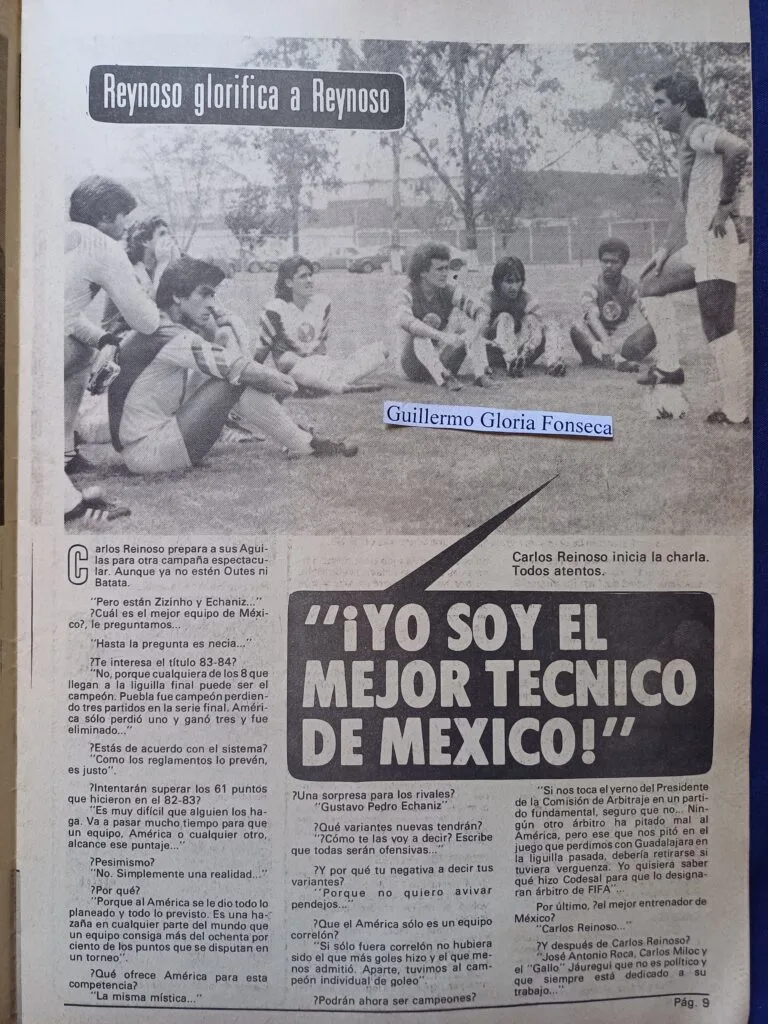 Reynoso glorifica a Reynoso
Guillermo Gloria Fonseca
Carlos Reinoso inicia la charla.
Todos atentos.
"¡YO SOY EL
MEJOR TECNICO
DE MEXICO!"
Carlos Reinoso prepara a sus Agui-
las para otra campaña espectacu-
lar. Aunque ya no estén Outes ni
Batata.
"Pero están Zizinho y Echaniz..."
?Cuál es el mejor equipo de Méxi-
co?, le preguntamos...
"Hasta la pregunta es necia..."
?Te interesa el título 83-84?
"No, porque cualquiera de los 8 que
llegan a la liguilla final puede ser el
campeón. Puebla fue campeón perdien-
do tres partidos en la serie final. Amé-
rica sólo perdió uno y ganó tres y fue
eliminado..."
?Estás de acuerdo con el sistema?
"Como los reglamentos lo prevén,
es justo".
?Intentarán superar los 61 puntos
que hicieron en el 82-83?
"Es muy difícil que alguien los ha-
ga. Va a pasar mucho tiempo para que
un equipo, América o cualquier otro,
alcance ese puntaje..."
?Pesimismo?
"No. Simplemente una realidad..."
?Por qué?
"Porque al América se le dio todo lo
planeado y todo lo previsto. Es una ha-
zaña en cualquier parte del mundo que
un equipo consiga más del ochenta por
ciento de los puntos que se disputan en
un torneo".
?Qué ofrece América para esta
competencia?
"La misma mística..."
?Una sorpresa para los rivales?
"Gustavo Pedro Echaniz"
?Qué variantes nuevas tendrán?
"?Cómo te las voy a decir? Escribe
que todas serán ofensivas..."
?Y por qué tu negativa a decir tus
variantes?
"Porque no quiero avivar
pendejos..."
?Que el América sólo es un equipo
correlón?
"Si sólo fuera correlón no hubiera
sido el que más goles hizo y el que me-
nos admitió. Aparte, tuvimos al cam-
peón individual de goleo"
?Podrán ahora ser campeones?
"Si nos toca el yerno del Presidente
de la Comisión de Arbitraje en un parti-
do fundamental, seguro que no... Nin-
gún otro árbitro ha pitado mal al
América, pero ese que nos pitó en el
juego que perdimos con Guadalajara en
la liguilla pasada, debería retirarse si
tuviera verguenza. Yo quisiera saber
qué hizo Codesal para que lo designa-
ran árbitro de FIFA"...
Por último, ?el mejor entrenador de
México?
"Carlos Reinoso..."
?Y después de Carlos Reinoso?
"José Antonio Roca, Carlos Miloc y
el "Gallo" Jáuregui que no es político y
que siempre está dedicado a su
trabajo..."
Pág. 9